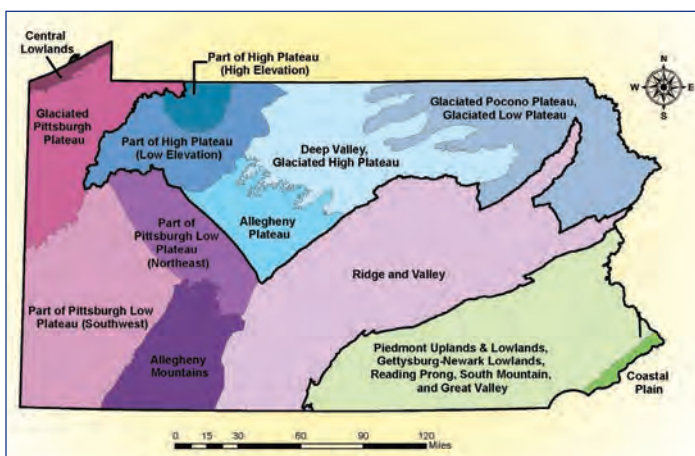 Central
Lowlands
Part of High Plateau
(High Elevation)
N
W
E
S
Glaciated
Pittsburgh
Plateau
Part of High Plateau
(Low Elevation)
Deep Valley,
Glaciated High Plateau
Glaciated Pocono Plateau,
Glaciated Low Plateau
Part of
Pittsburgh Low
Plateau
(Northeast)
Allegheny
Plateau
Ridge and Valley
Part of Pittsburgh Low
Plateau (Southwest)
Allegheny
Mountains
Piedmont Uplands & Lowlands,
Gettysburg-Newark Lowlands,
Reading Prong, South Mountain,
and Great Valley
Coastal
Plain
0 15 30 60 90 120
Miles